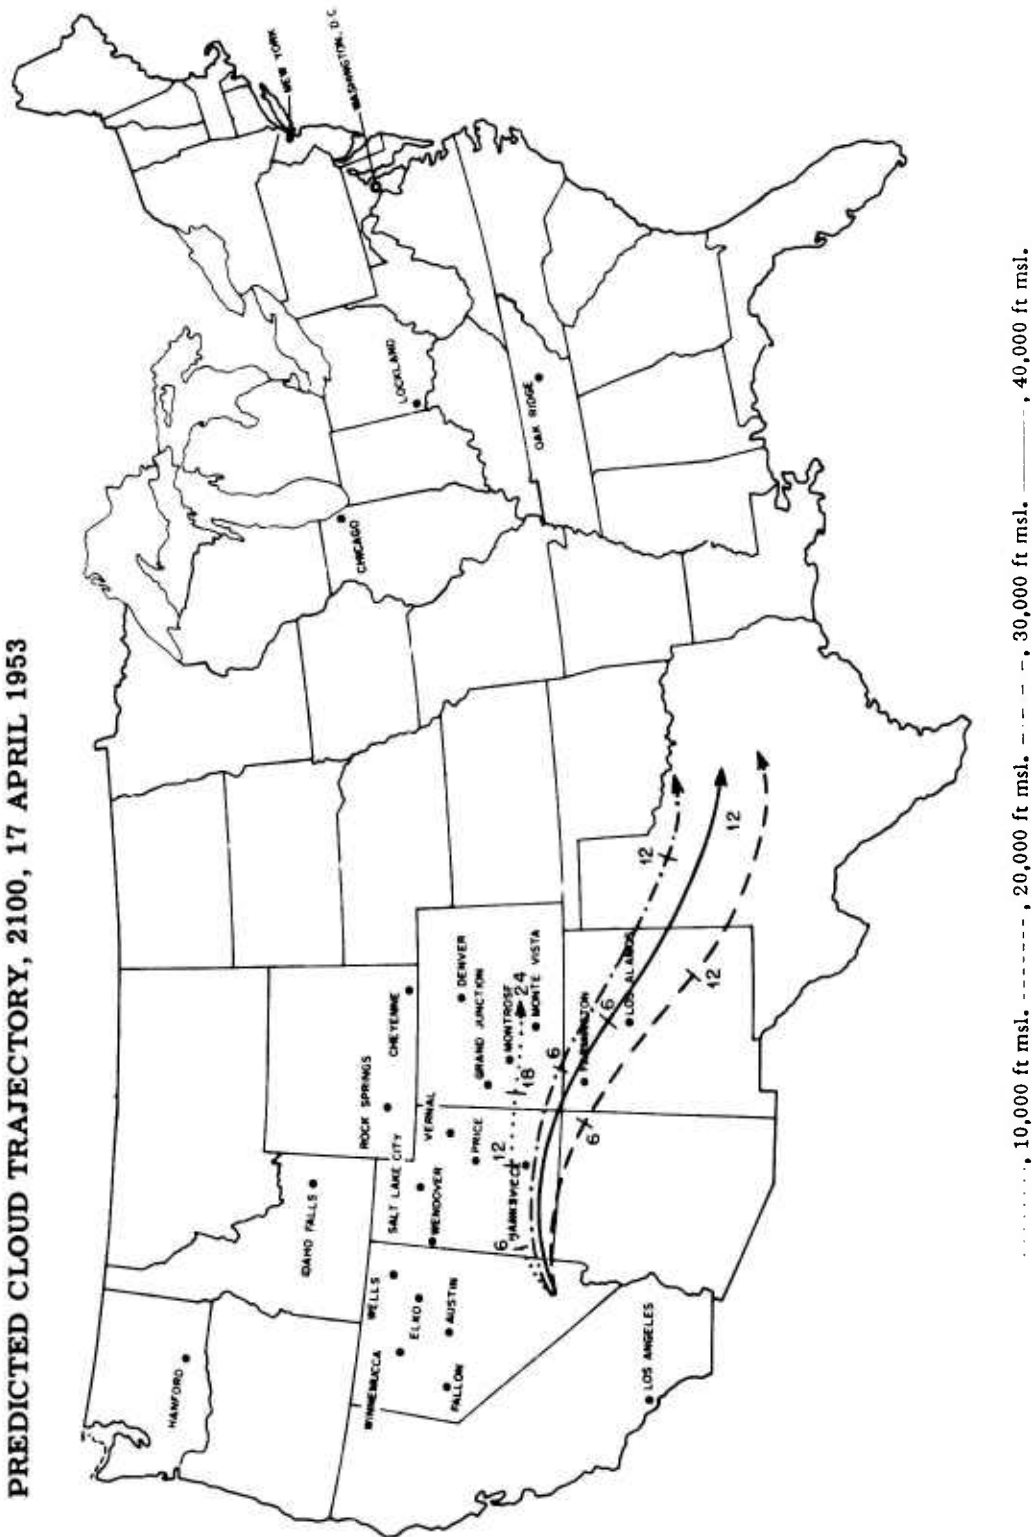 PREDICTED CLOUD TRAJECTORY, 2100, 17 APRIL 1953
HANFORD
IDAHO FALLS
WINNEMUCCA
WELLS
ELKO
AUSTIN
FALLON
LOS ANGELES
SALT LAKE CITY
WENDOVER
VERNAL
PRICE
ROCK SPRINGS
CHEYENNE
DENVER
GRAND JUNCTION
MONTROSE
MONTE VISTA
LOS ALAMOS
CHICAGO
LOCKLAND
OAK RIDGE
NEW YORK
WASHINGTON, D.C.
6
12
18
24
6
12
6
12
6
12
........, 10,000 ft msl. -------, 20,000 ft msl. – - – - –, 30,000 ft msl. ———, 40,000 ft msl.